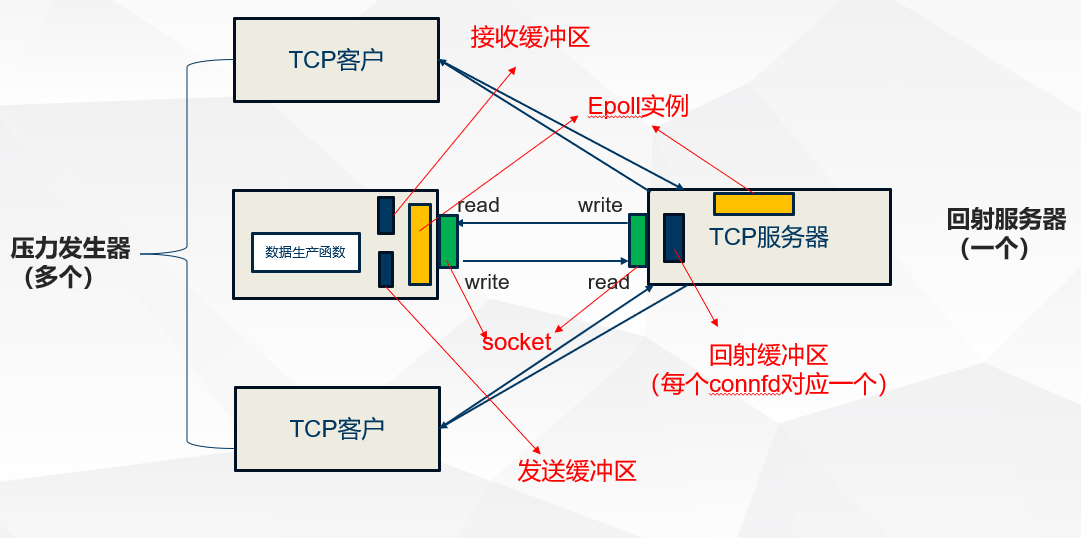 接收缓冲区
TCP客户
Epoll实例
read
write
压力发生器
（多个）
数据生产函数
TCP服务器
回射服务器
（一个）
write
read
socket
回射缓冲区
（每个connfd对应一个）
TCP客户
发送缓冲区